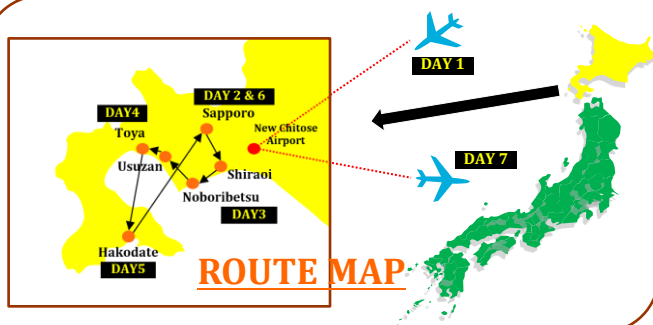 DAY 1
DAY 2 & 6
Sapporo
DAY4
Toya
New Chitose
Airport
Usuzan
Shiraoi
DAY 7
Noboribetsu
DAY3
Hakodate
DAY5
ROUTE MAP